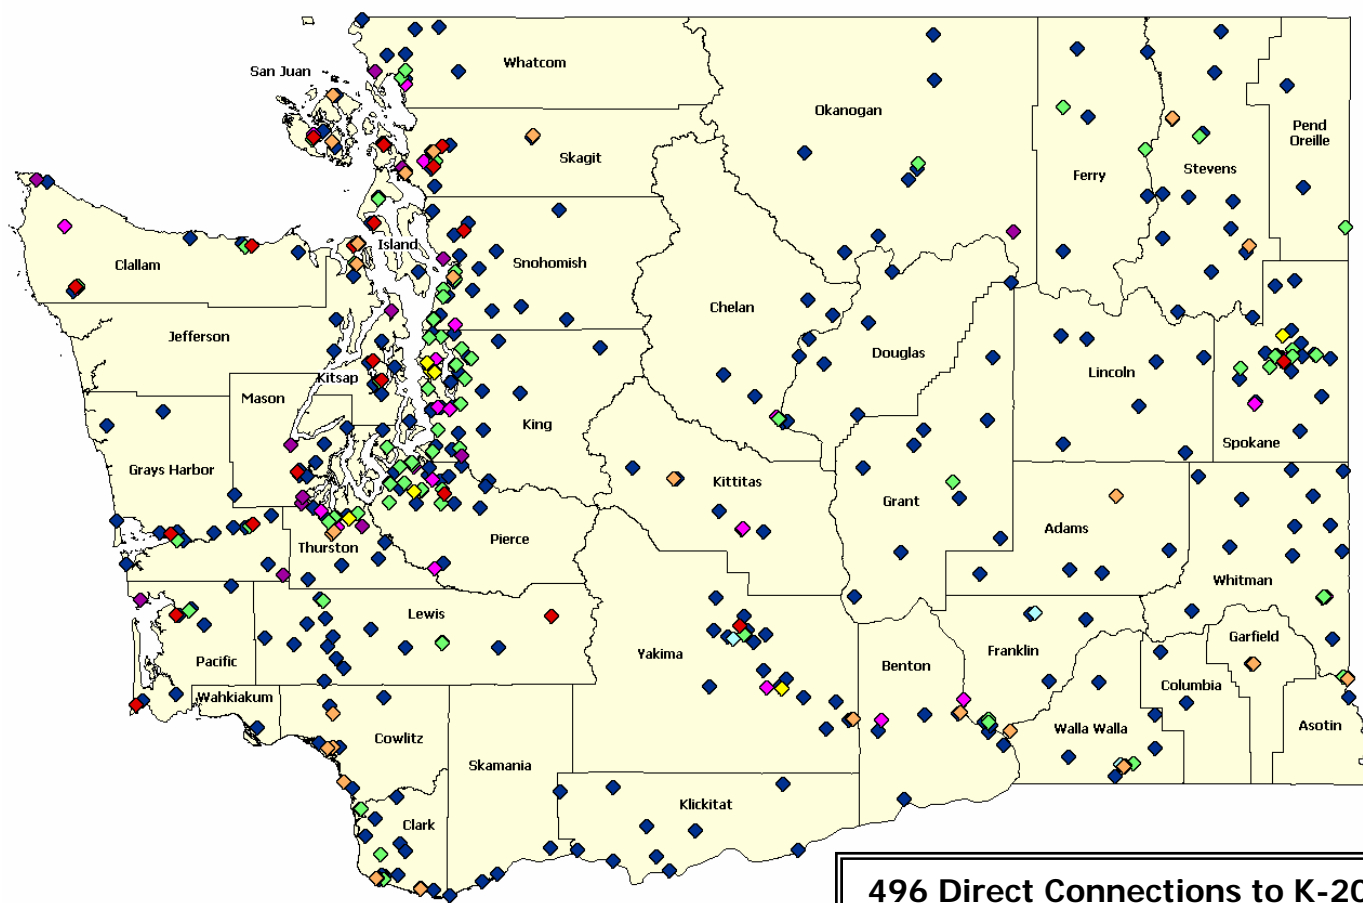 Whatcom
San Juan
Okanogan
Pend
Oreille
Skagit
Stevens
Ferry
Island
Snohomish
Clallam
Chelan
Jefferson
Douglas
Lincoln
Kitsap
Mason
King
Spokane
Grays Harbor
Kittitas
Grant
Adams
Pierce
Thurston
Whitman
Lewis
Garfield
Yakima
Franklin
Pacific
Benton
Columbia
Wahkiakum
Asotin
Walla Walla
Cowlitz
Skamania
Klickitat
Clark
496 Direct Connections to K-20